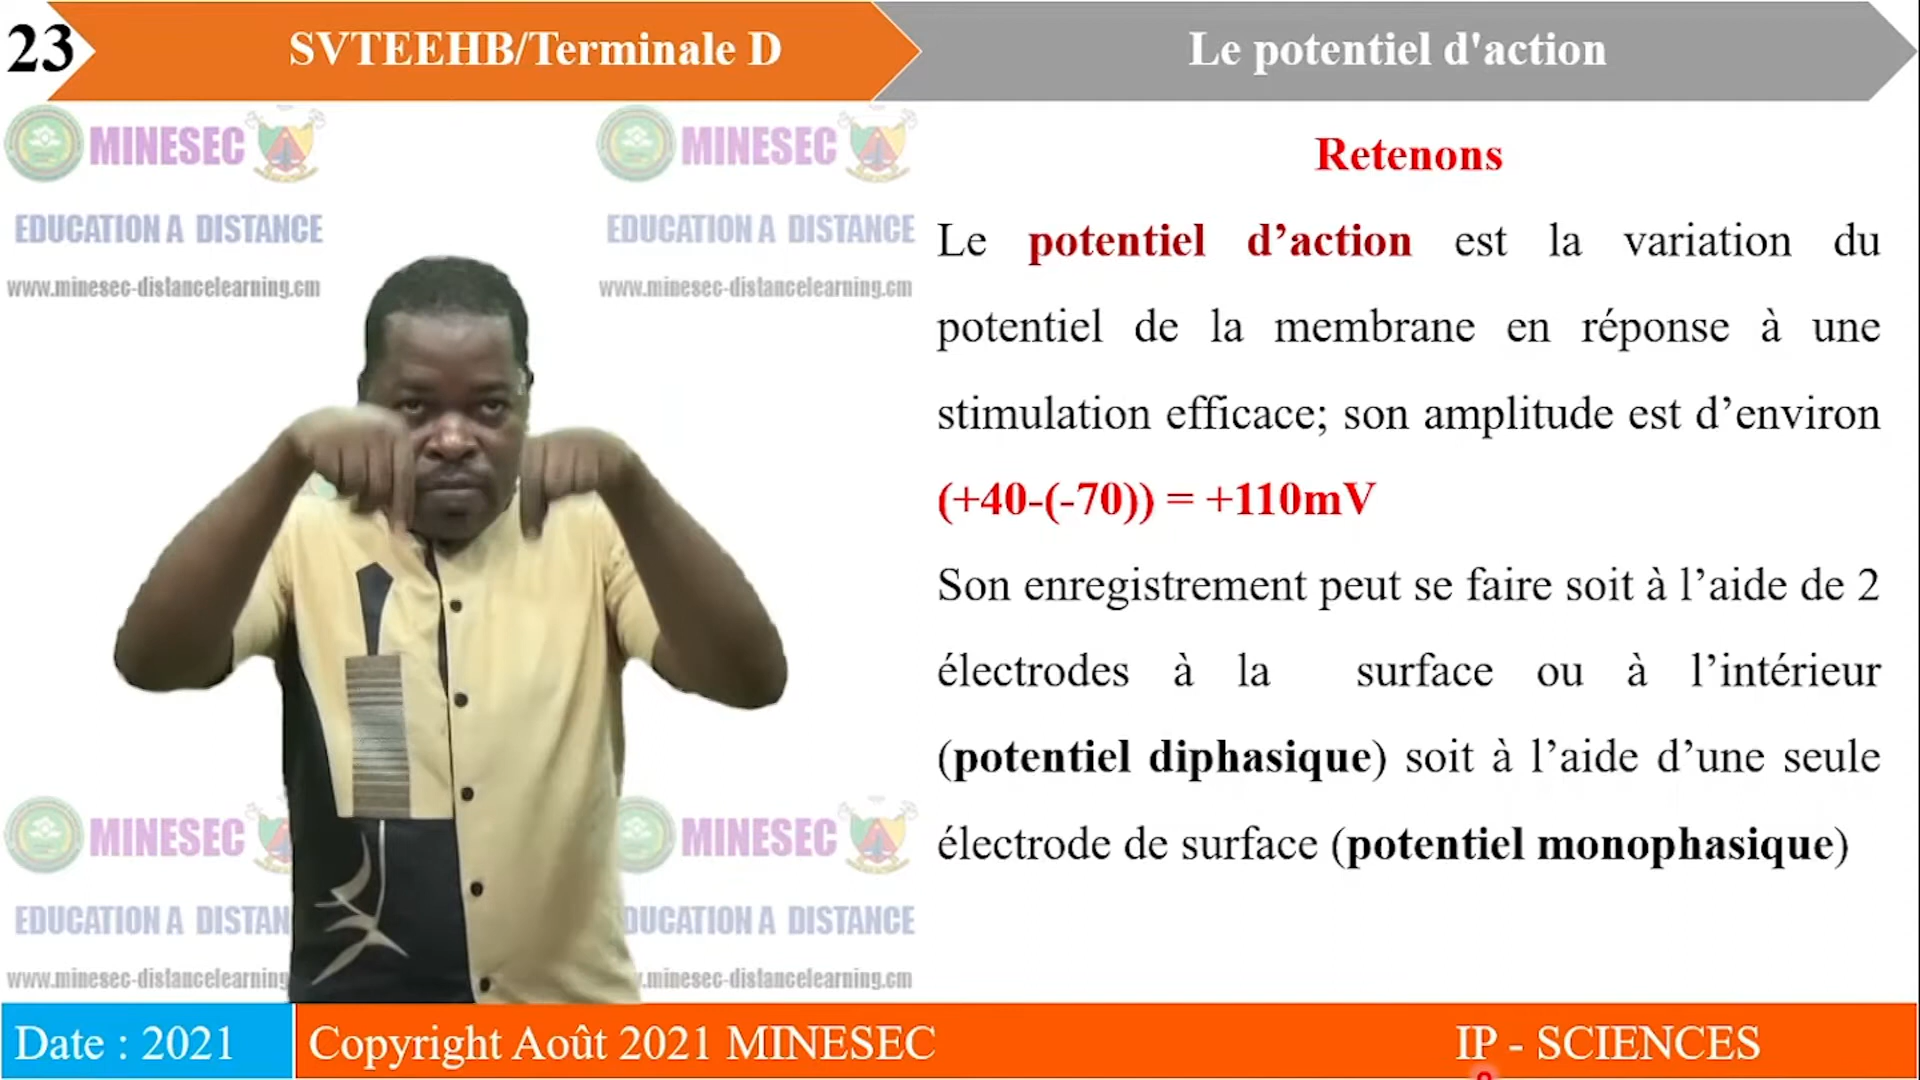 23
SVTEEHB/Terminale D
Le potentiel d'action
MINESEC
MINESEC
EDUCATION A DISTANCE
EDUCATION A DISTANCE
www.minesec-distancelearning.cm
www.minesec-distancelearning.cm
Retenons
Le potentiel d’action est la variation du
potentiel de la membrane en réponse à une
stimulation efficace; son amplitude est d’environ
(+40-(-70)) = +110mV
Son enregistrement peut se faire soit à l’aide de 2
électrodes à la surface ou à l’intérieur
(potentiel diphasique) soit à l’aide d’une seule
électrode de surface (potentiel monophasique)
MINESEC
MINESEC
EDUCATION A DISTAN
DUCATION A DISTANCE
www.minesec-distancelearning
.minesec-distancelearning.cm
Date : 2021
Copyright Août 2021 MINESEC
IP - SCIENCES